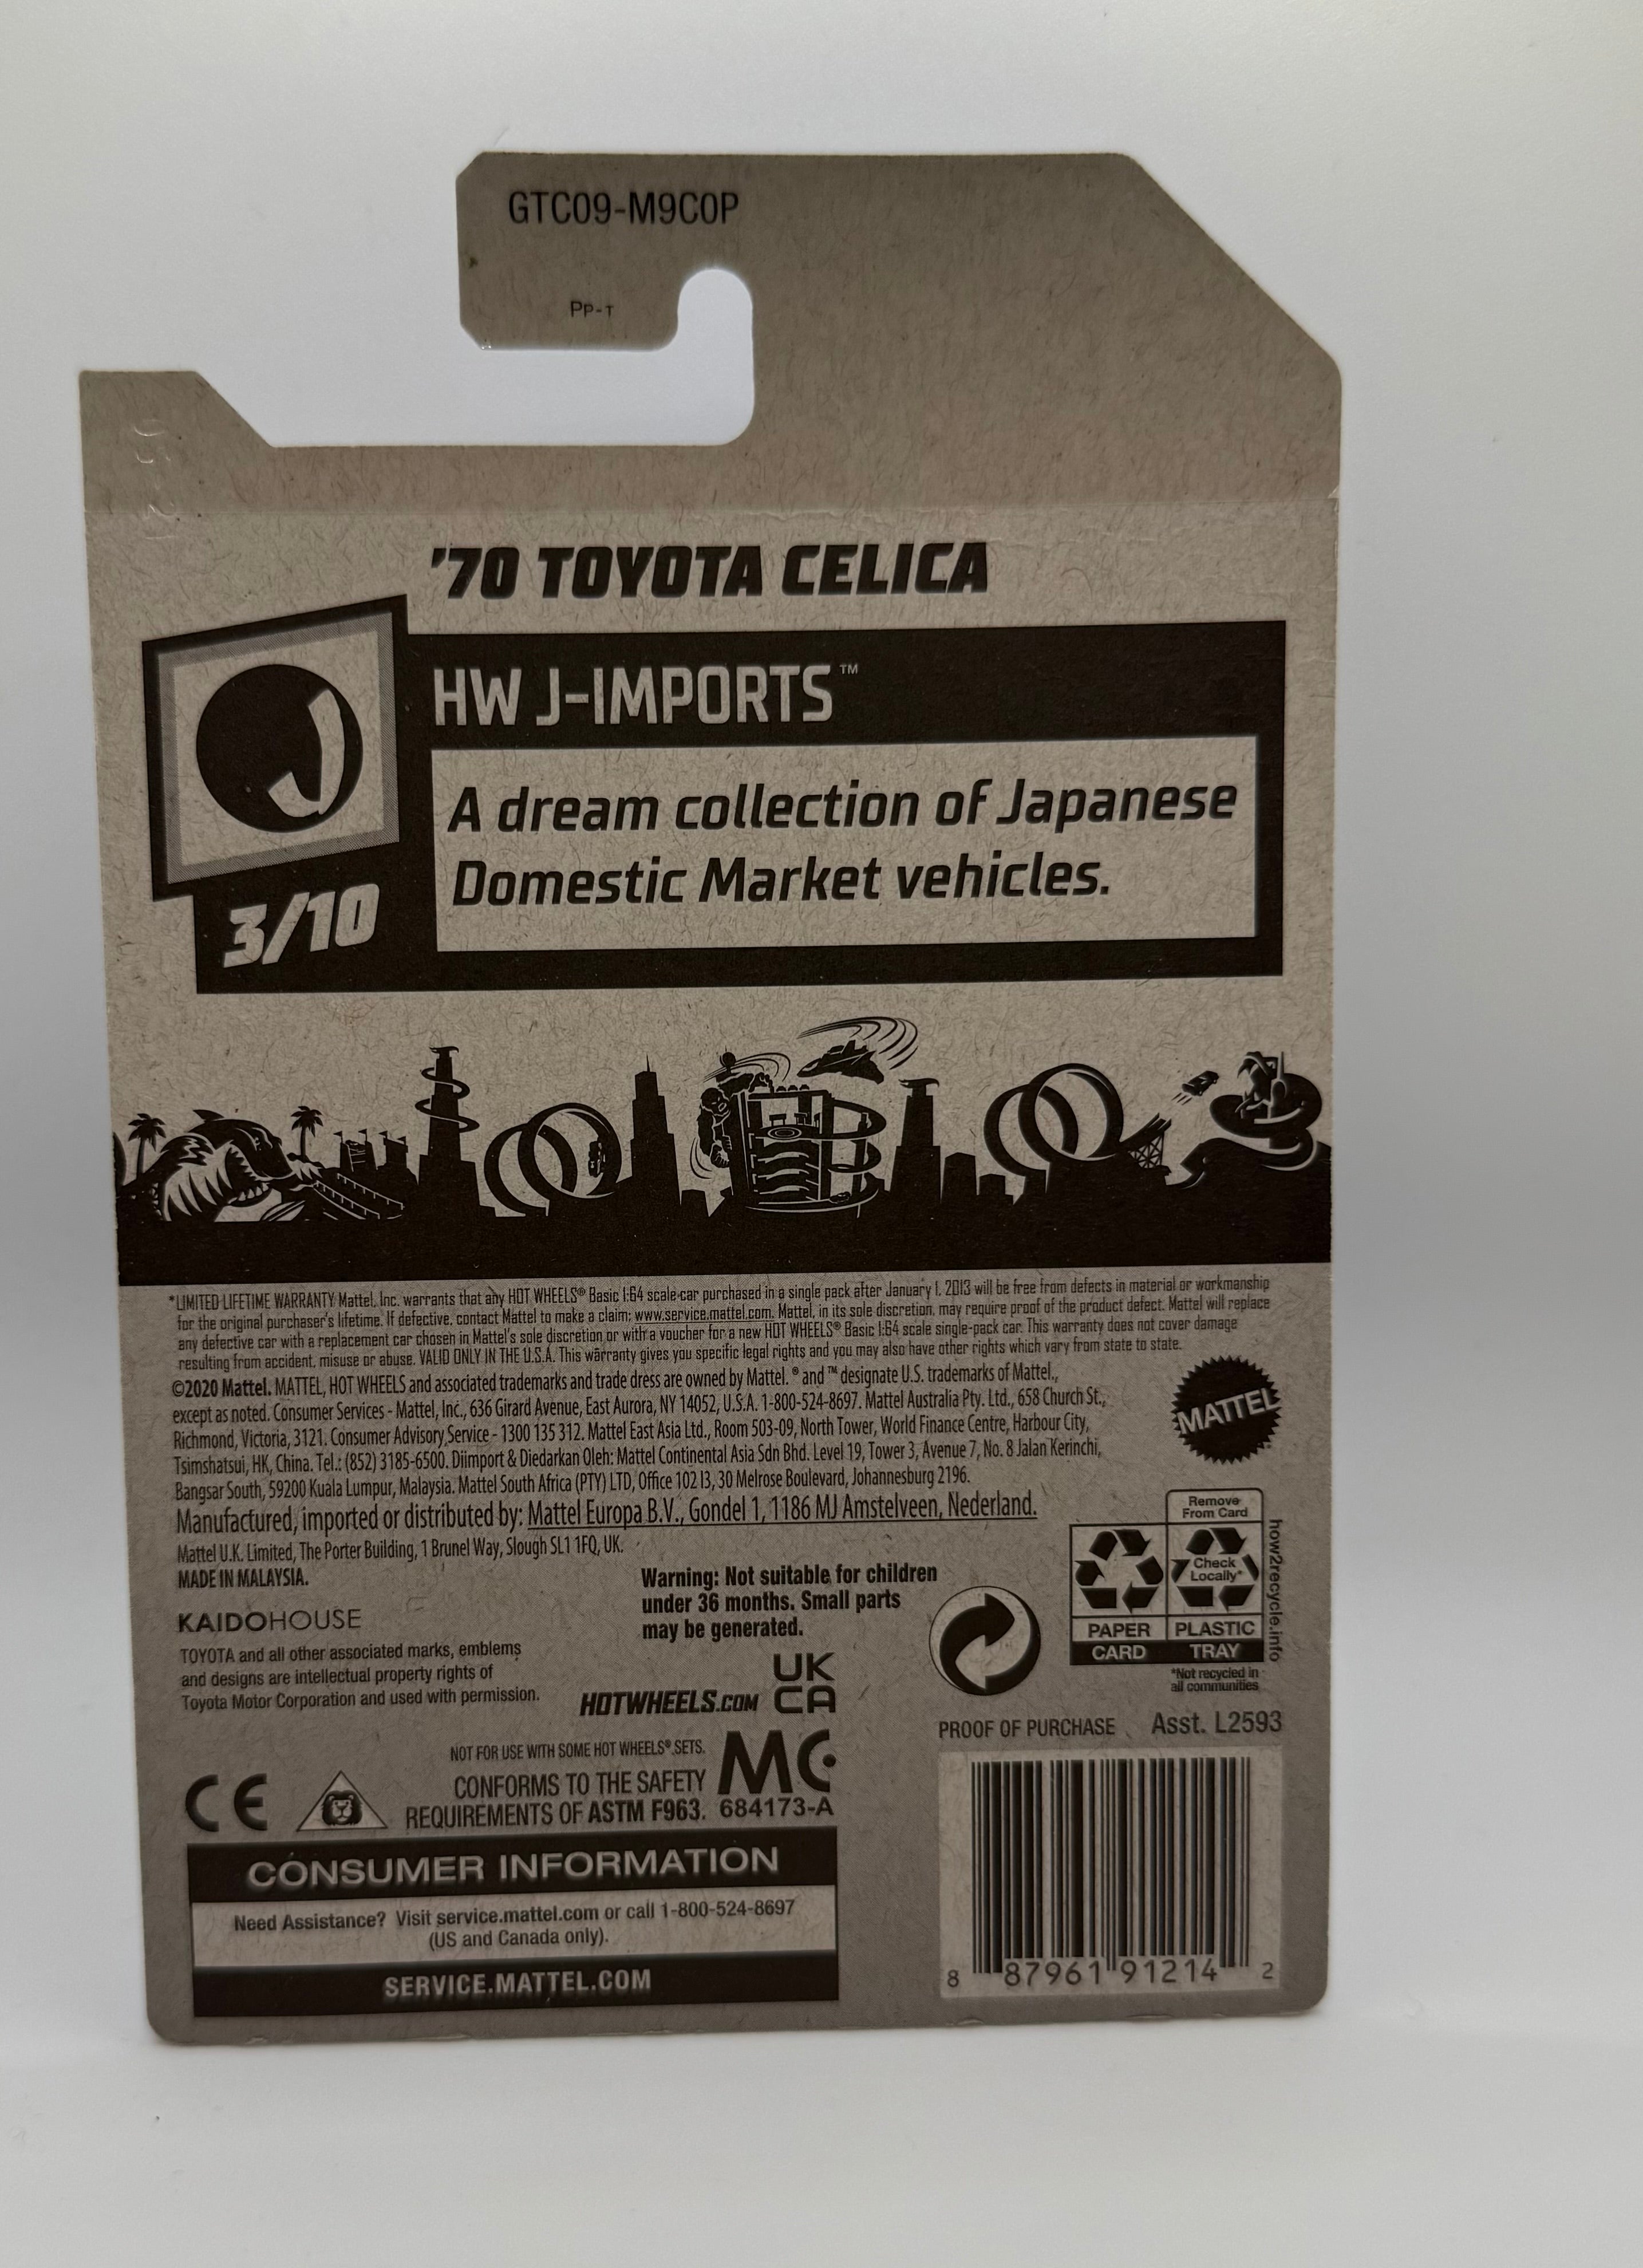 GTC09-M9C0P
PP-T
'70 TOYOTA CELICA
HW J-IMPORTS™
A dream collection of Japanese
Domestic Market vehicles.
J
3/10
*LIMITED LIFETIME WARRANTY Mattel, Inc. warrants that any HOT WHEELS® Basic 1:64 scale car purchased in a single pack after January 1, 2013 will be free from defects in material or workmanship
for the original purchaser's lifetime. If defective, contact Mattel to make a claim: www.service.mattel.com. Mattel, in its sole discretion, may require proof of the product defect. Mattel will replace
any defective car with a replacement car chosen in Mattel's sole discretion or with a voucher for a new HOT WHEELS® Basic 1:64 scale single-pack car. This warranty does not cover damage
resulting from accident, misuse or abuse. VALID ONLY IN THE U.S.A. This warranty gives you specific legal rights and you may also have other rights which vary from state to state.
©2020 Mattel. MATTEL, HOT WHEELS and associated trademarks and trade dress are owned by Mattel. ® and ™ designate U.S. trademarks of Mattel.,
except as noted. Consumer Services - Mattel, Inc., 636 Girard Avenue, East Aurora, NY 14052, U.S.A. 1-800-524-8697. Mattel Australia Pty. Ltd., 658 Church St.,
Richmond, Victoria, 3121. Consumer Advisory Service - 1300 135 312. Mattel East Asia Ltd., Room 503-09, North Tower, World Finance Centre, Harbour City,
Tsimshatsui, HK, China. Tel.: (852) 3185-6500. Diimport & Diedarkan Oleh: Mattel Continental Asia Sdn Bhd. Level 19, Tower 3, Avenue 7, No. 8 Jalan Kerinchi,
Bangsar South, 59200 Kuala Lumpur, Malaysia. Mattel South Africa (PTY) LTD, Office 102 I3, 30 Melrose Boulevard, Johannesburg 2196.
Manufactured, imported or distributed by: Mattel Europa B.V., Gondel 1, 1186 MJ Amstelveen, Nederland.
Mattel U.K. Limited, The Porter Building, 1 Brunel Way, Slough SL1 1FQ, UK.
MADE IN MALAYSIA.
MATTEL
Warning: Not suitable for children
under 36 months. Small parts
may be generated.
KAIDOHOUSE
TOYOTA and all other associated marks, emblems
and designs are intellectual property rights of
Toyota Motor Corporation and used with permission.
HOTWHEELS.COM
UK
CA
Remove
From Card
Check
Locally*
PAPER
CARD
PLASTIC
TRAY
how2recycle.info
*Not recycled in
all communities
NOT FOR USE WITH SOME HOT WHEELS® SETS.
CONFORMS TO THE SAFETY
REQUIREMENTS OF ASTM F963.
MC
684173-A
CE
CONSUMER INFORMATION
Need Assistance? Visit service.mattel.com or call 1-800-524-8697
(US and Canada only).
SERVICE.MATTEL.COM
PROOF OF PURCHASE Asst. L2593
8 87961 91214 2